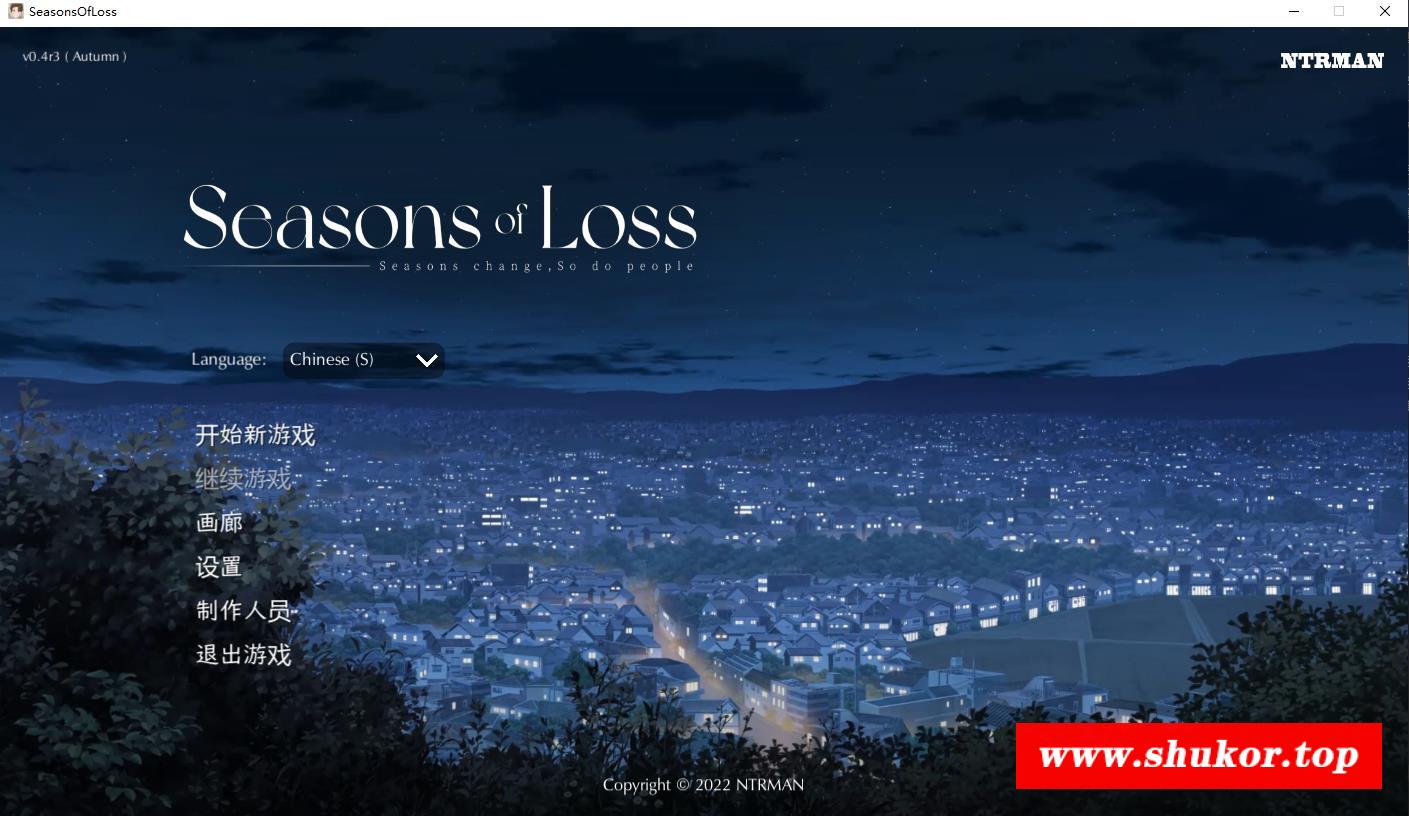 SeasonsOfLoss
v0.4r3 ( Autumn )
NTRMAN
Seasons of Loss
Seasons change,So do people
Language: Chinese (S)
开始新游戏
继续游戏
画廊
设置
制作人员
退出游戏
www.shukor.top
Copyright © 2022 NTRMAN